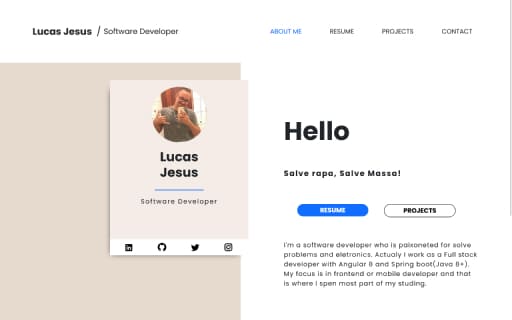 Lucas Jesus / Software Developer
ABOUT ME RESUME PROJECTS CONTACT
Lucas
Jesus
Software Developer
Hello
Salve rapa, Salve Massa!
RESUME PROJECTS
I'm a software developer who is paixoneted for solve
problems and eletronics. Actualy I work as a Full stack
developer with Angular 8 and Spring boot(Java 8+).
My focus is in frontend or mobile developer and that
is where I spen most part of my studing.